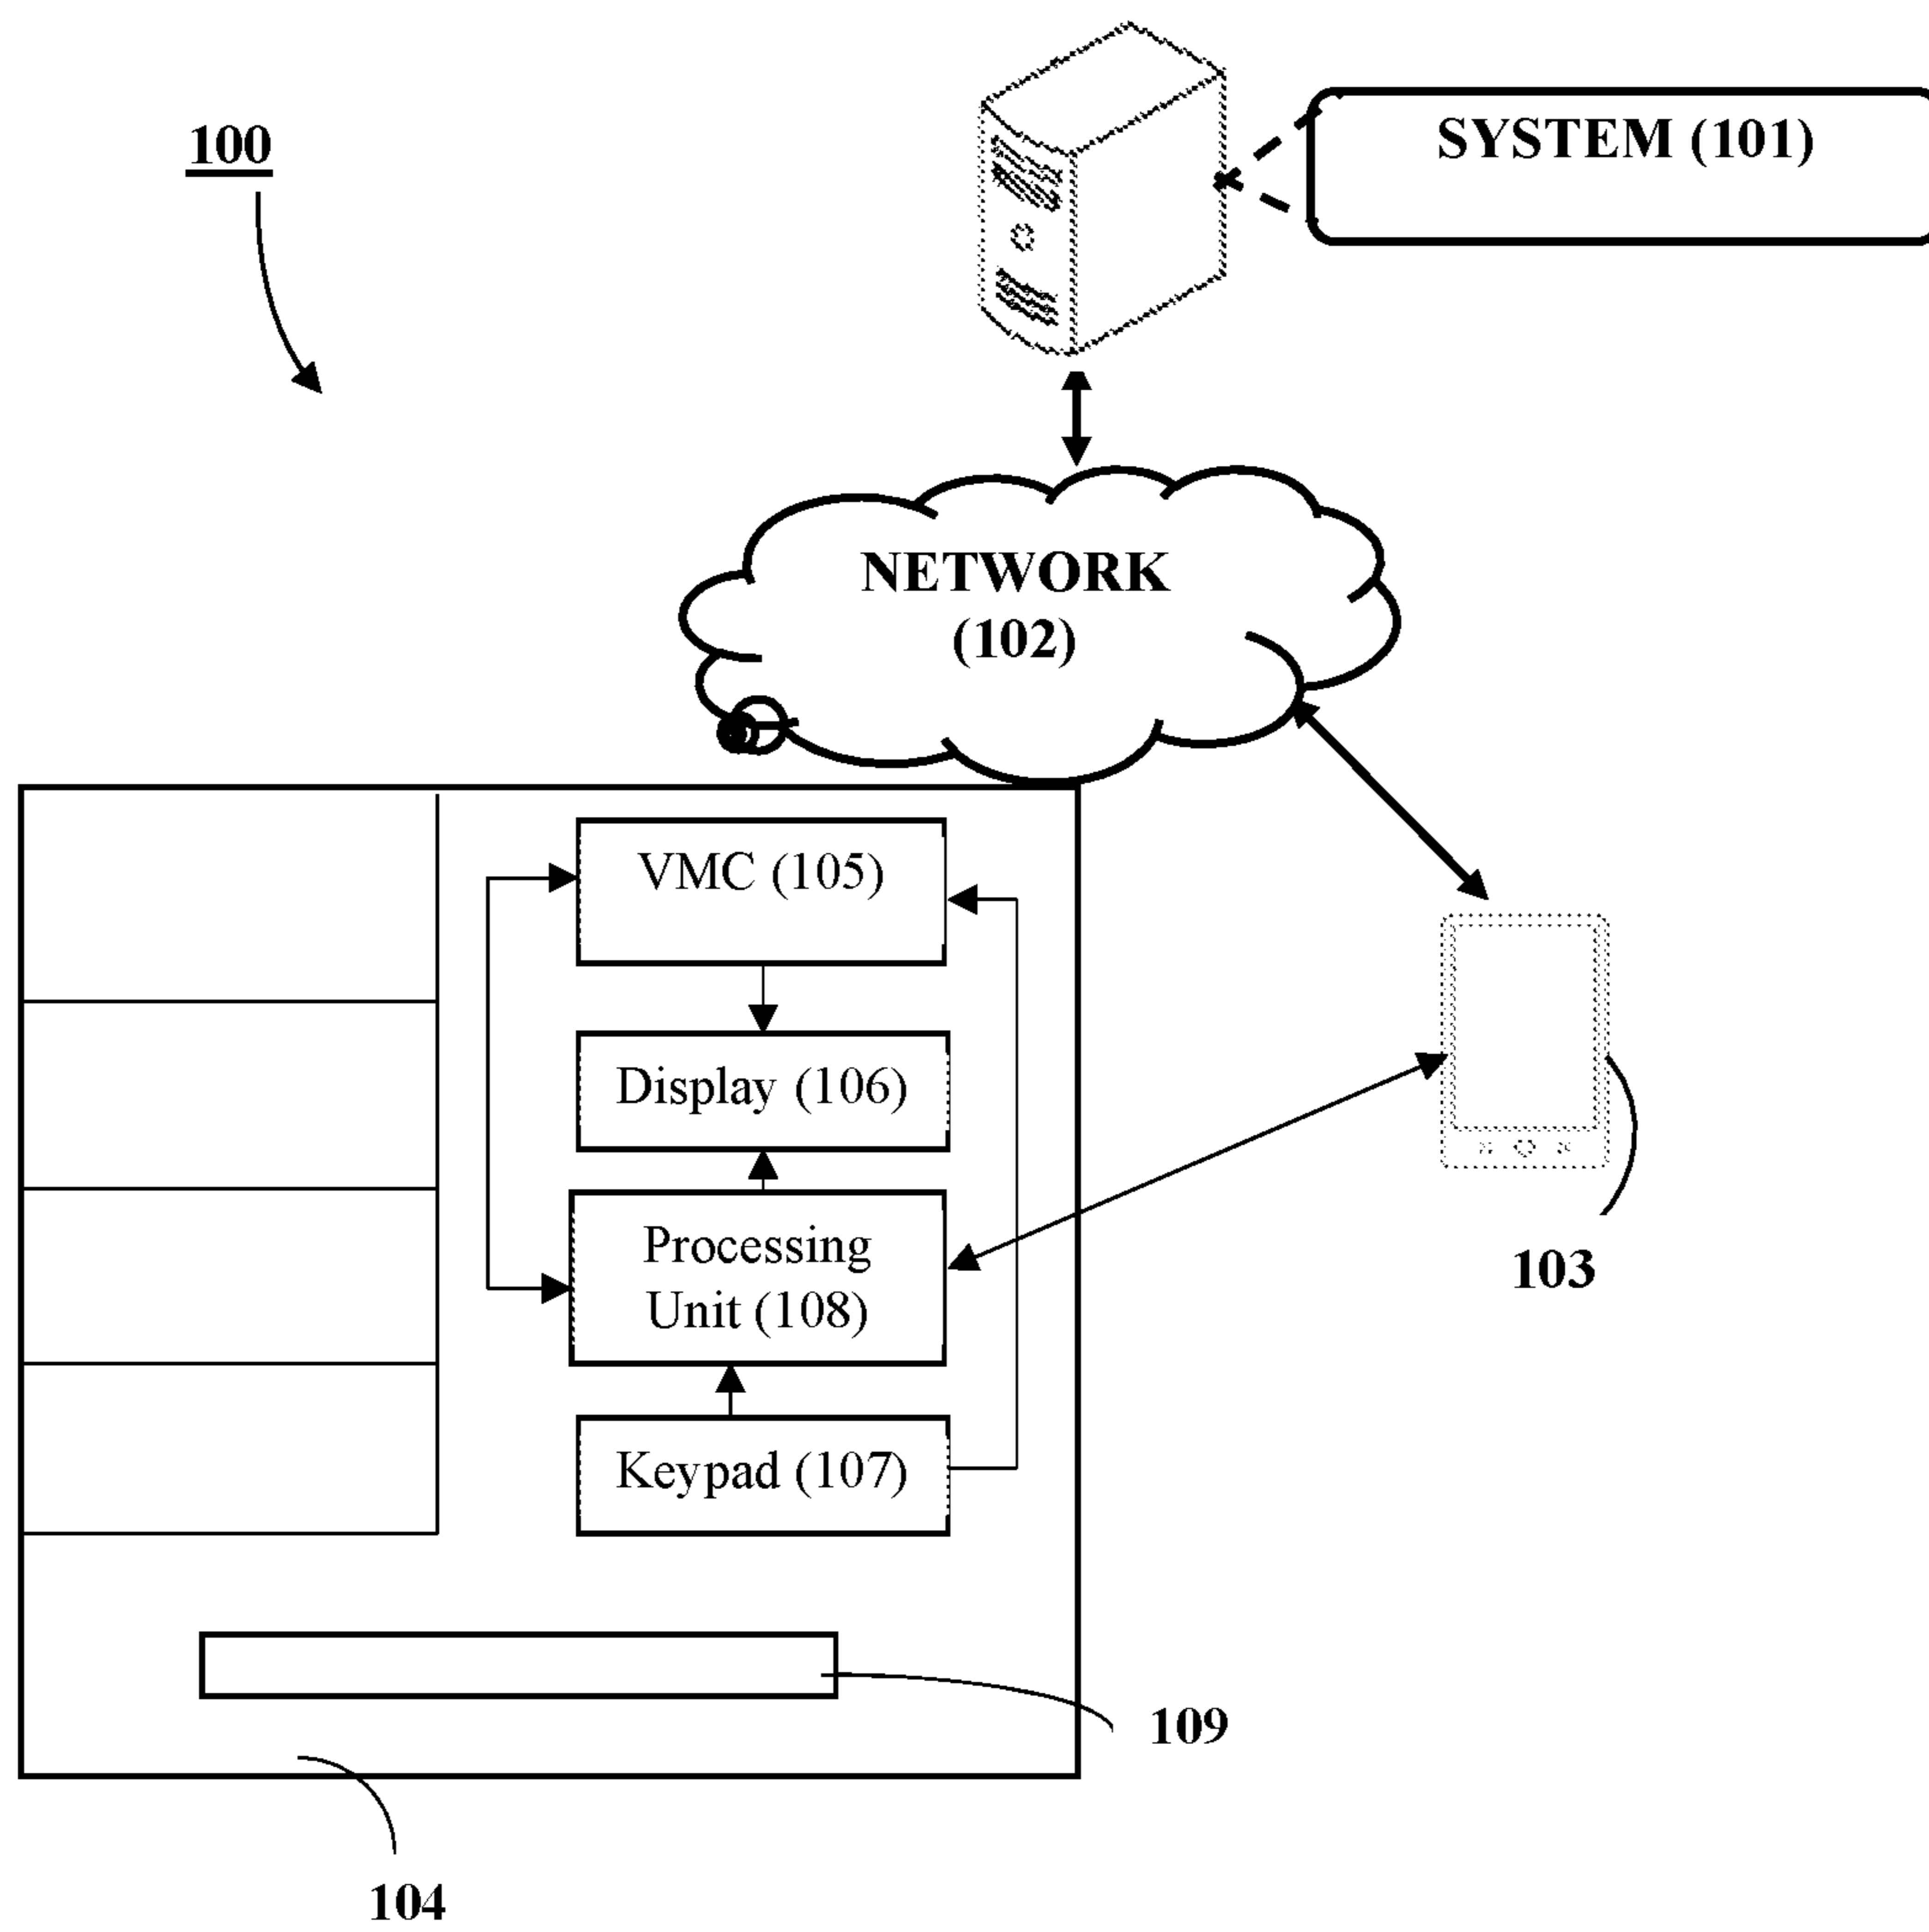 100
SYSTEM (101)
NETWORK
(102)
VMC (105)
Display (106)
Processing
Unit (108)
Keypad (107)
103
109
104